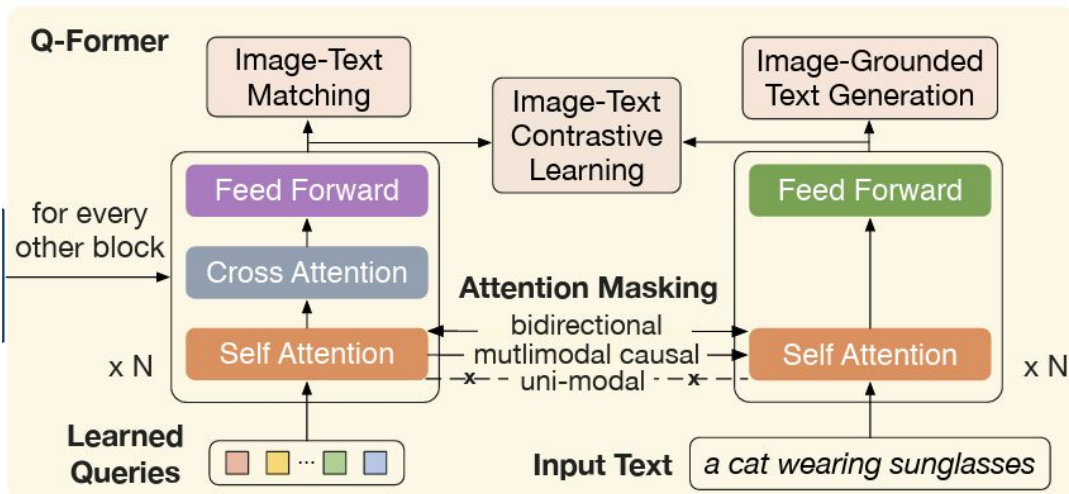 Q-Former
Image-Text
Matching
Image-Text
Contrastive
Learning
Image-Grounded
Text Generation
for every
other block
Feed Forward
Cross Attention
Self Attention
x N
Attention Masking
bidirectional
mutlimodal causal
x uni-modal x
Feed Forward
Self Attention
x N
Learned
Queries
...
Input Text
a cat wearing sunglasses